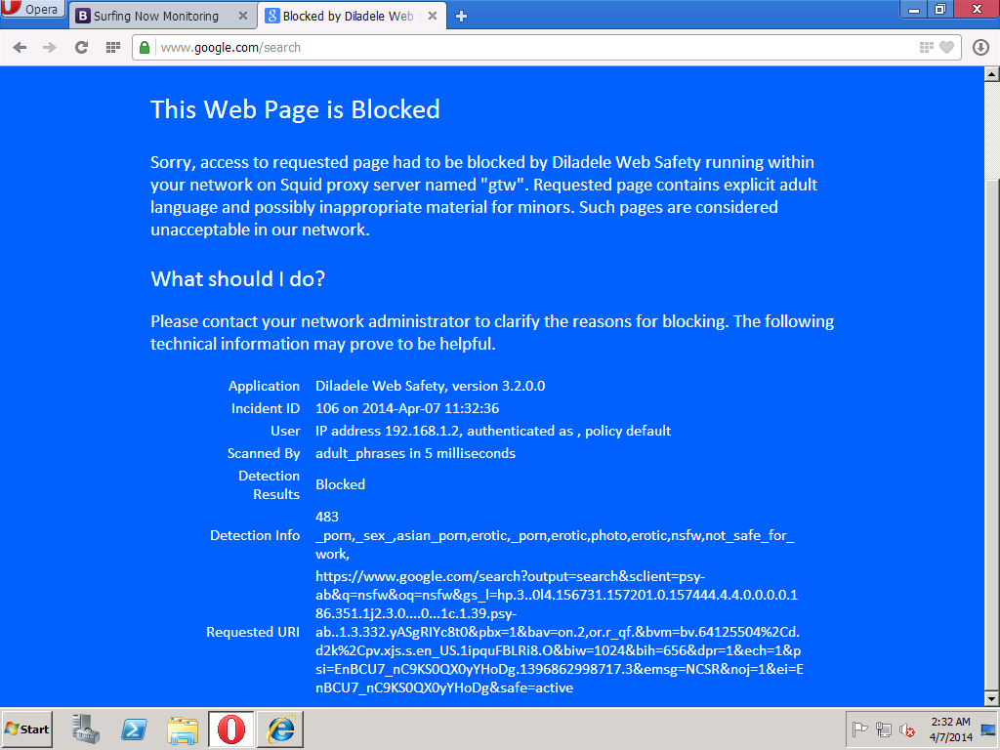 Opera
Surfing Now Monitoring
Blocked by Diladele Web S
www.google.com/search
This Web Page is Blocked
Sorry, access to requested page had to be blocked by Diladele Web Safety running within
your network on Squid proxy server named "gtw". Requested page contains explicit adult
language and possibly inappropriate material for minors. Such pages are considered
unacceptable in our network.
What should I do?
Please contact your network administrator to clarify the reasons for blocking. The following
technical information may prove to be helpful.
Application Diladele Web Safety, version 3.2.0.0
Incident ID 106 on 2014-Apr-07 11:32:36
User IP address 192.168.1.2, authenticated as , policy default
Scanned By adult_phrases in 5 milliseconds
Detection
Results Blocked
483
Detection Info _porn,_sex_,asian_porn,erotic,_porn,erotic,photo,erotic,nsfw,not_safe_for_
work,
https://www.google.com/search?output=search&sclient=psy-
ab&q=nsfw&oq=nsfw&gs_l=hp.3..0l4.156731.157201.0.157444.4.4.0.0.0.0.1
86.351.1j2.3.0....0...1c.1.39.psy-
Requested URI ab..1.3.332.yASgRIYc8t0&pbx=1&bav=on.2,or.r_qf.&bvm=bv.64125504%2Cd.
d2k%2Cpv.xjs.s.en_US.1ipquFBLRi8.O&biw=1024&bih=656&dpr=1&ech=1&p
si=EnBCU7_nC9KS0QX0yYHoDg.1396862998717.3&emsg=NCSR&noj=1&ei=E
nBCU7_nC9KS0QX0yYHoDg&safe=active
Start
2:32 AM
4/7/2014